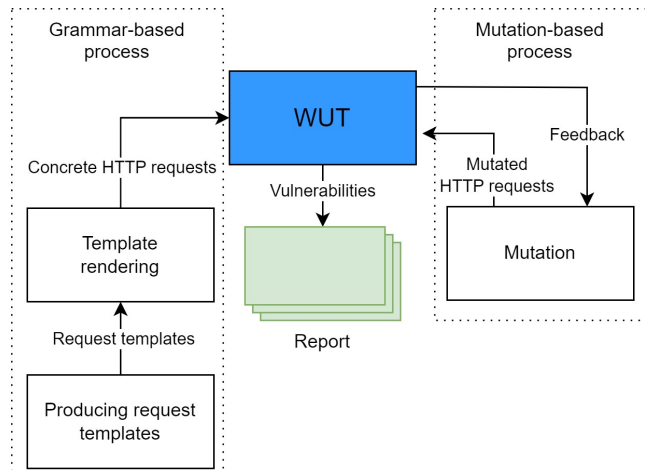 Grammar-based
process
Mutation-based
process
WUT
Feedback
Concrete HTTP requests
Mutated
HTTP requests
Vulnerabilities
Template
rendering
Mutation
Request templates
Report
Producing request
templates